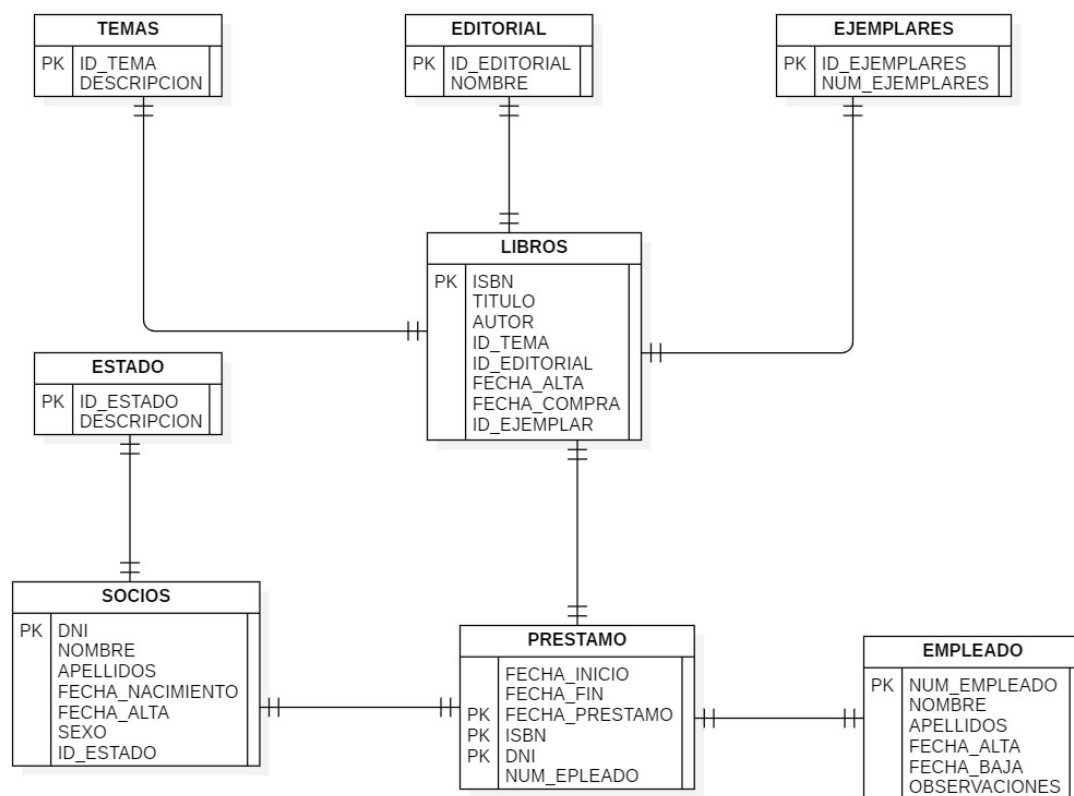 TEMAS
PK ID_TEMA
DESCRIPCION
EDITORIAL
PK ID_EDITORIAL
NOMBRE
EJEMPLARES
PK ID_EJEMPLARES
NUM_EJEMPLARES
LIBROS
PK ISBN
TITULO
AUTOR
ID_TEMA
ID_EDITORIAL
FECHA_ALTA
FECHA_COMPRA
ID_EJEMPLAR
ESTADO
PK ID_ESTADO
DESCRIPCION
SOCIOS
PK DNI
NOMBRE
APELLIDOS
FECHA_NACIMIENTO
FECHA_ALTA
SEXO
ID_ESTADO
PRESTAMO
FECHA_INICIO
FECHA_FIN
PK FECHA_PRESTAMO
PK ISBN
PK DNI
NUM_EPLEADO
EMPLEADO
PK NUM_EMPLEADO
NOMBRE
APELLIDOS
FECHA_ALTA
FECHA_BAJA
OBSERVACIONES